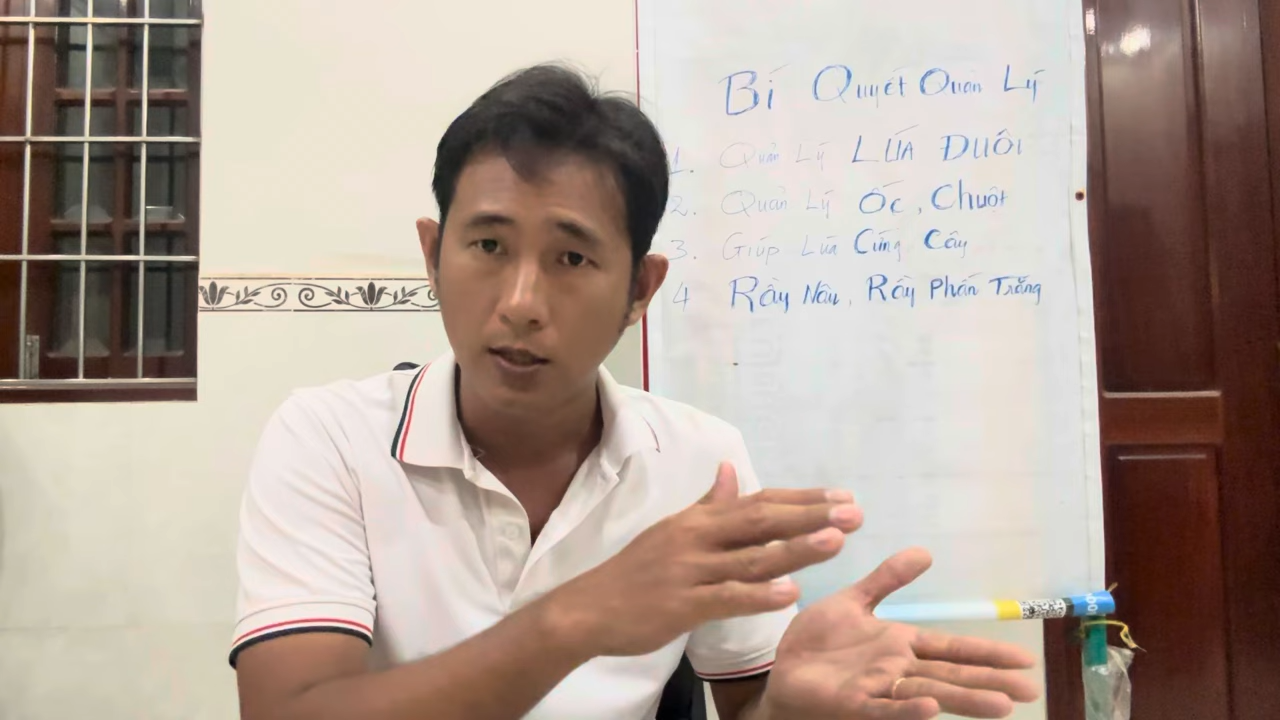 Bí Quyết Quản Lý
1. Quản Lý LÚA ĐUÔI
2. Quản Lý ỐC, Chuột
3. Giúp Lúa Cứng Cây
4 Rầy Nâu, Rầy Phấn Trắng